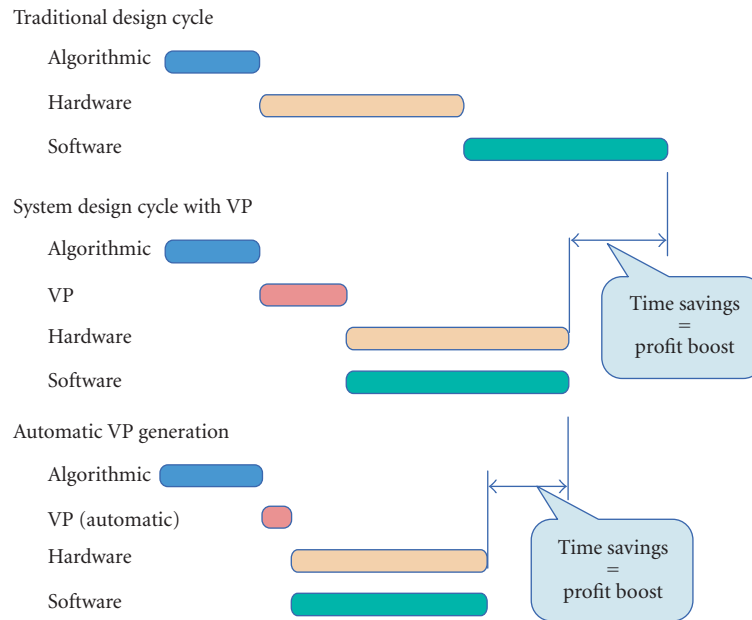 Traditional design cycle
Algorithmic
Hardware
Software
System design cycle with VP
Algorithmic
VP
Hardware
Software
Time savings
=
profit boost
Automatic VP generation
Algorithmic
VP (automatic)
Hardware
Software
Time savings
=
profit boost